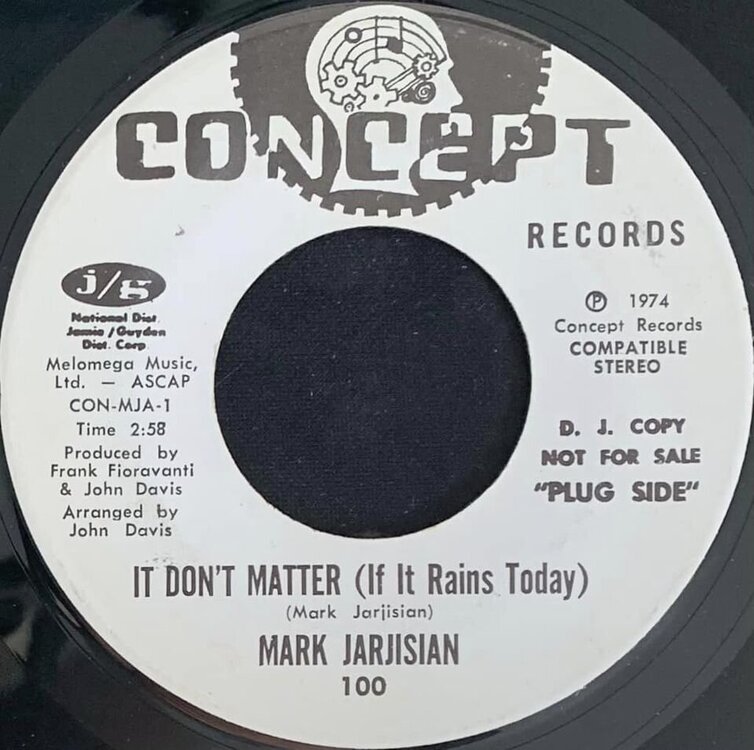 CONCEPT
RECORDS
j/g
National Dist.
Jamie / Guyden
Dist. Corp.
Melomega Music,
Ltd. — ASCAP
CON-MJA-1
Time 2:58
Produced by
Frank Fioravanti
& John Davis
Arranged by
John Davis
℗ 1974
Concept Records
COMPATIBLE
STEREO
D. J. COPY
NOT FOR SALE
"PLUG SIDE"
IT DON'T MATTER (If It Rains Today)
(Mark Jarjisian)
MARK JARJISIAN
100